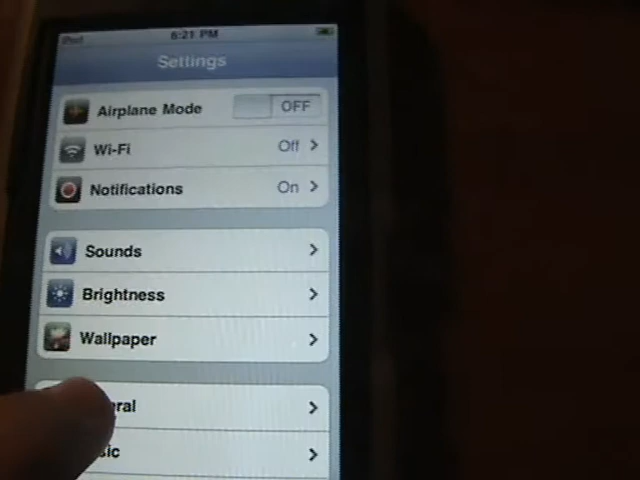 iPod 6:21 PM
Settings
Airplane Mode OFF
Wi-Fi Off
Notifications On
Sounds
Brightness
Wallpaper
eral
sic